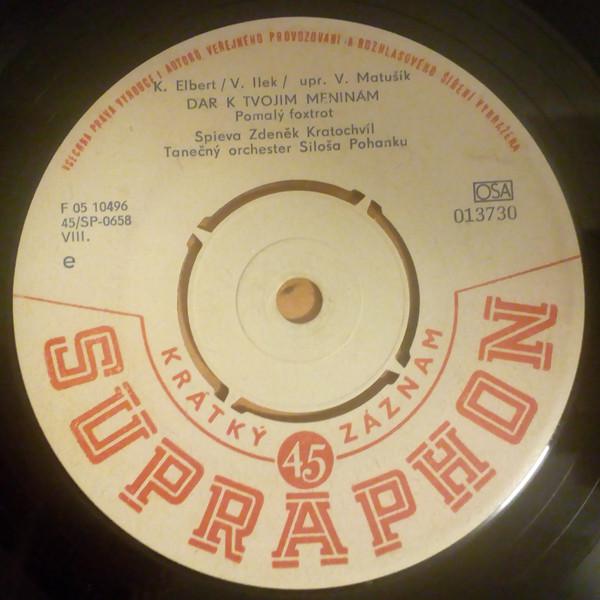 VŠECHNA PRÁVA VÝROBCE I AUTORŮ VEŘEJNÉHO PROVOZOVÁNÍ A ROZHLASOVÉHO ŠÍŘENÍ VYHRAŽENA
K. Elbert/V. Ilek/ upr. V. Matušík
DAR K TVOJIM MENINÁM
Pomalý foxtrot
Spieva Zdeněk Kratochvíl
Tanečný orchester Siloša Pohanku
F 05 10496
45/SP-0658
VIII.
e
OSA
013730
KRÁTKÝ 45 ZÁZNAM
SUPRAPHON